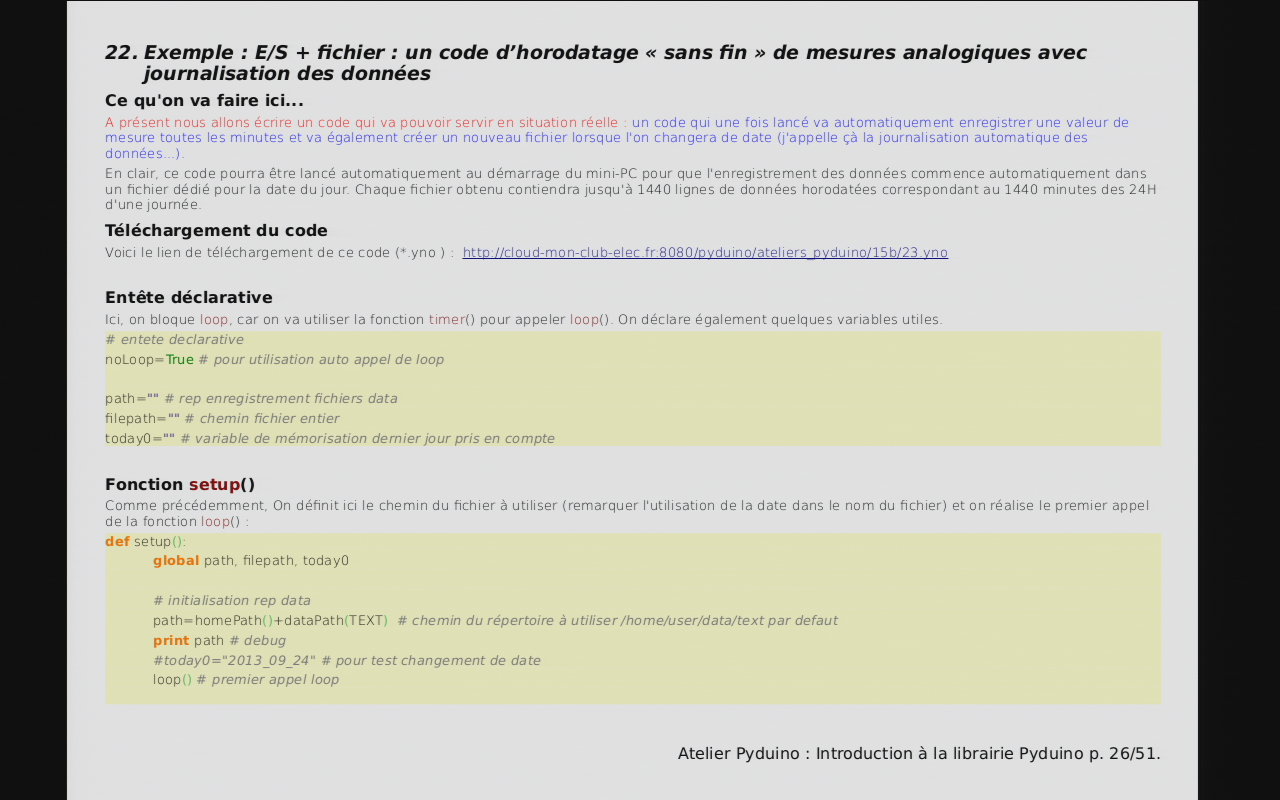 22. Exemple : E/S + fichier : un code d’horodatage « sans fin » de mesures analogiques avec
journalisation des données
Ce qu'on va faire ici...
A présent nous allons écrire un code qui va pouvoir servir en situation réelle : un code qui une fois lancé va automatiquement enregistrer une valeur de
mesure toutes les minutes et va également créer un nouveau fichier lorsque l'on changera de date (j'appelle çà la journalisation automatique des
données...).
En clair, ce code pourra être lancé automatiquement au démarrage du mini-PC pour que l'enregistrement des données commence automatiquement dans
un fichier dédié pour la date du jour. Chaque fichier obtenu contiendra jusqu'à 1440 lignes de données horodatées correspondant au 1440 minutes des 24H
d'une journée.
Téléchargement du code
Voici le lien de téléchargement de ce code (*.yno ) : http://cloud-mon-club-elec.fr:8080/pyduino/ateliers_pyduino/15b/23.yno
Entête déclarative
Ici, on bloque loop, car on va utiliser la fonction timer() pour appeler loop(). On déclare également quelques variables utiles.
# entete declarative
noLoop=True # pour utilisation auto appel de loop
path="" # rep enregistrement fichiers data
filepath="" # chemin fichier entier
today0="" # variable de mémorisation dernier jour pris en compte
Fonction setup()
Comme précédemment, On définit ici le chemin du fichier à utiliser (remarquer l'utilisation de la date dans le nom du fichier) et on réalise le premier appel
de la fonction loop() :
def setup():
global path, filepath, today0
# initialisation rep data
path=homePath()+dataPath(TEXT) # chemin du répertoire à utiliser /home/user/data/text par defaut
print path # debug
#today0="2013_09_24" # pour test changement de date
loop() # premier appel loop
Atelier Pyduino : Introduction à la librairie Pyduino p. 26/51.